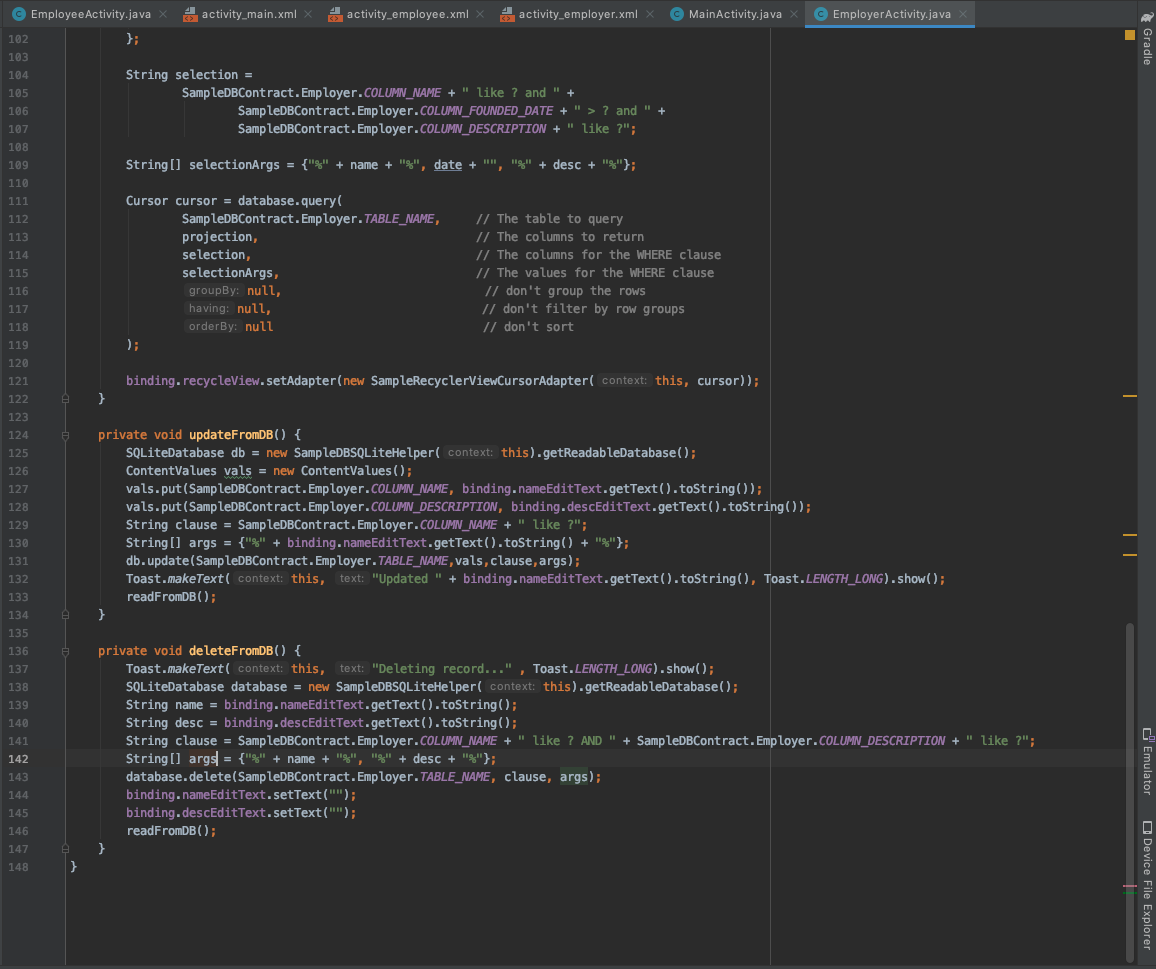 EmployeeActivity.java activity_main.xml activity_employee.xml activity_employer.xml MainActivity.java EmployerActivity.java
102 };
103
104 String selection =
105 SampleDBContract.Employer.COLUMN_NAME + " like ? and " +
106 SampleDBContract.Employer.COLUMN_FOUNDED_DATE + " > ? and " +
107 SampleDBContract.Employer.COLUMN_DESCRIPTION + " like ?";
108
109 String[] selectionArgs = {"%" + name + "%", date + "", "%" + desc + "%"};
110
111 Cursor cursor = database.query(
112 SampleDBContract.Employer.TABLE_NAME, // The table to query
113 projection, // The columns to return
114 selection, // The columns for the WHERE clause
115 selectionArgs, // The values for the WHERE clause
116 groupBy: null, // don't group the rows
117 having: null, // don't filter by row groups
118 orderBy: null // don't sort
119 );
120
121 binding.recycleView.setAdapter(new SampleRecyclerViewCursorAdapter( context: this, cursor));
122 }
123
124 private void updateFromDB() {
125 SQLiteDatabase db = new SampleDBSQLiteHelper( context: this).getReadableDatabase();
126 ContentValues vals = new ContentValues();
127 vals.put(SampleDBContract.Employer.COLUMN_NAME, binding.nameEditText.getText().toString());
128 vals.put(SampleDBContract.Employer.COLUMN_DESCRIPTION, binding.descEditText.getText().toString());
129 String clause = SampleDBContract.Employer.COLUMN_NAME + " like ?";
130 String[] args = {"%" + binding.nameEditText.getText().toString() + "%"};
131 db.update(SampleDBContract.Employer.TABLE_NAME,vals,clause,args);
132 Toast.makeText( context: this, text: "Updated " + binding.nameEditText.getText().toString(), Toast.LENGTH_LONG).show();
133 readFromDB();
134 }
135
136 private void deleteFromDB() {
137 Toast.makeText( context: this, text: "Deleting record..." , Toast.LENGTH_LONG).show();
138 SQLiteDatabase database = new SampleDBSQLiteHelper( context: this).getReadableDatabase();
139 String name = binding.nameEditText.getText().toString();
140 String desc = binding.descEditText.getText().toString();
141 String clause = SampleDBContract.Employer.COLUMN_NAME + " like ? AND " + SampleDBContract.Employer.COLUMN_DESCRIPTION + " like ?";
142 String[] args = {"%" + name + "%", "%" + desc + "%"};
143 database.delete(SampleDBContract.Employer.TABLE_NAME, clause, args);
144 binding.nameEditText.setText("");
145 binding.descEditText.setText("");
146 readFromDB();
147 }
148 }
Gradle
Emulator
Device File Explorer